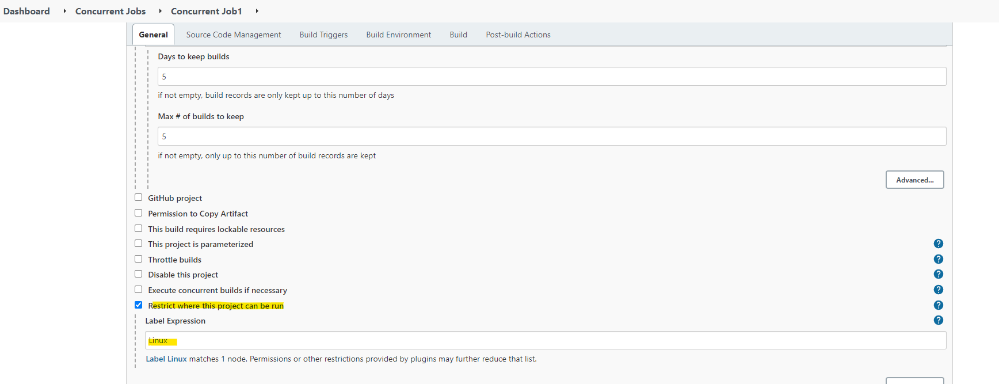 Dashboard Concurrent Jobs Concurrent Job1
General Source Code Management Build Triggers Build Environment Build Post-build Actions
Days to keep builds
5
if not empty, build records are only kept up to this number of days
Max # of builds to keep
5
if not empty, only up to this number of build records are kept
Advanced...
GitHub project
Permission to Copy Artifact
This build requires lockable resources
This project is parameterized ?
Throttle builds ?
Disable this project ?
Execute concurrent builds if necessary ?
Restrict where this project can be run ?
Label Expression ?
Linux
Label Linux matches 1 node. Permissions or other restrictions provided by plugins may further reduce that list.